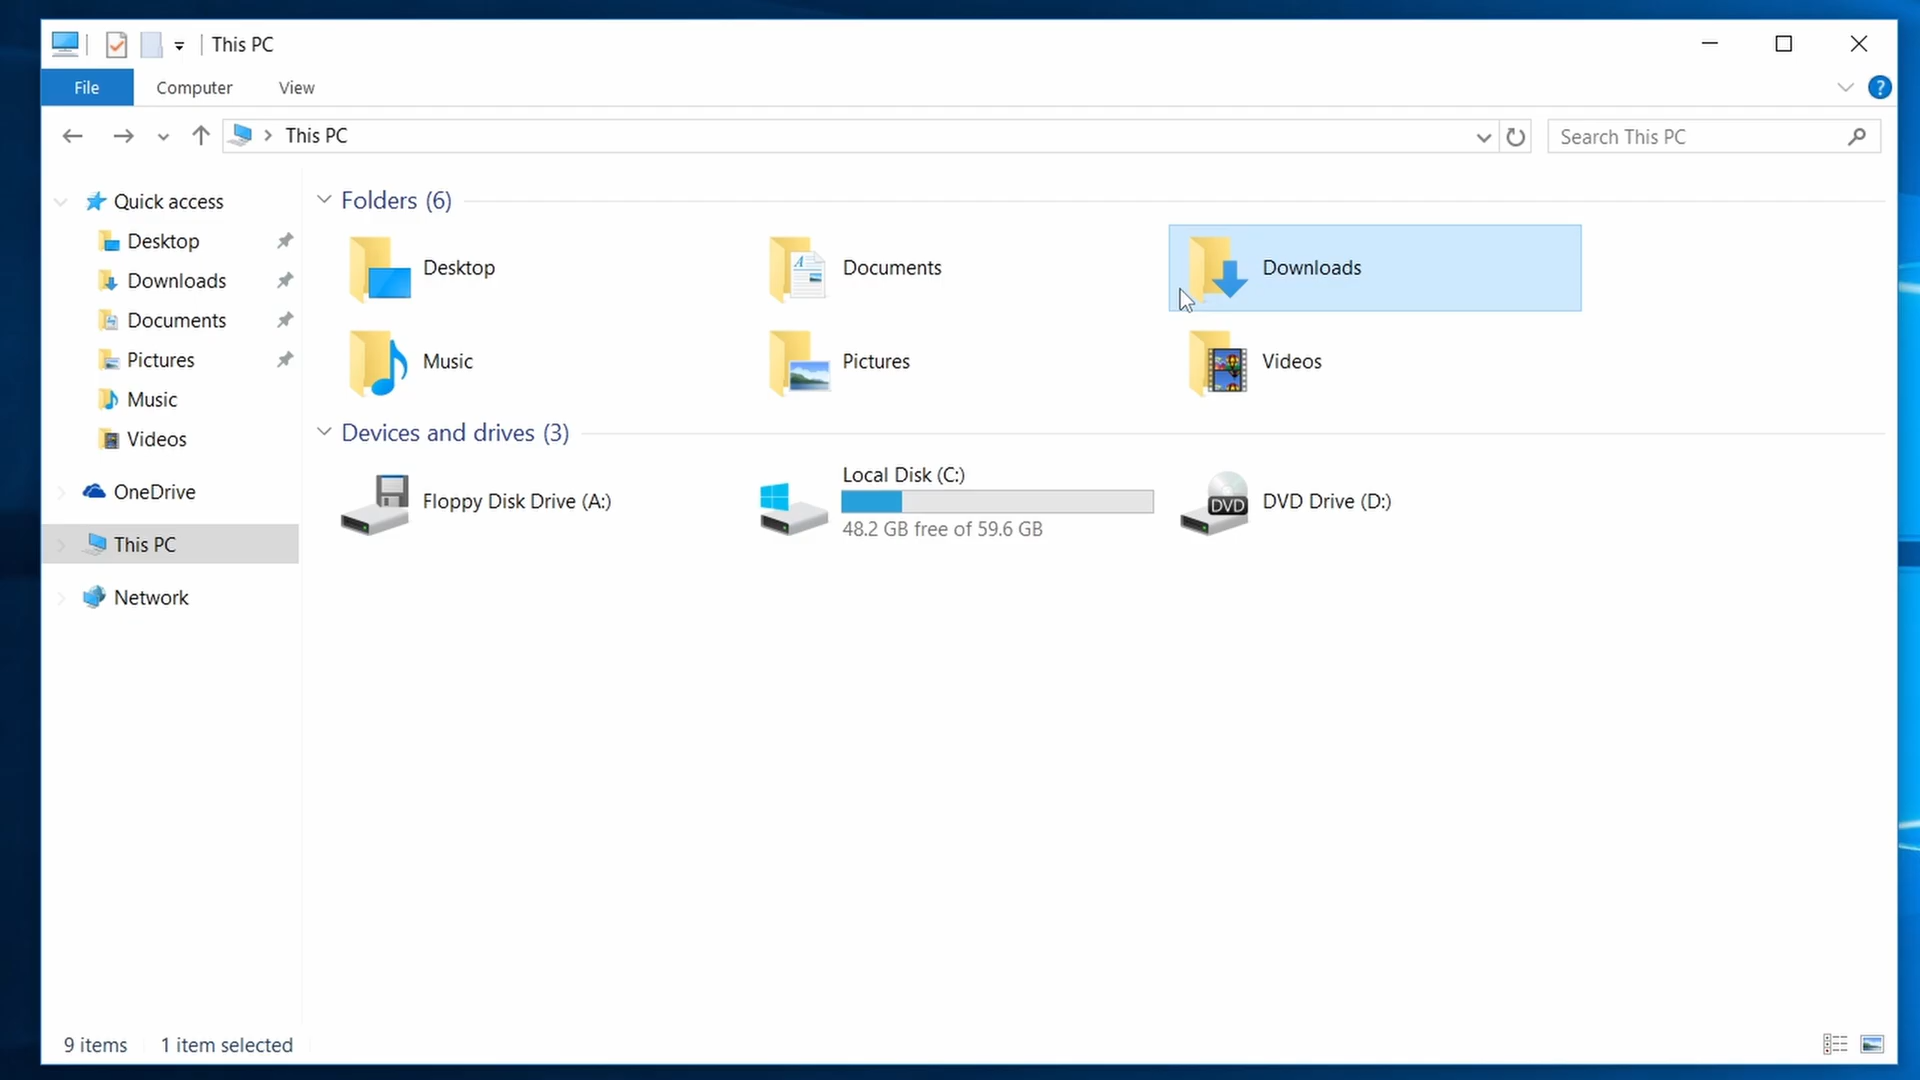 This PC
File Computer View
This PC
Search This PC
Quick access
Desktop
Downloads
Documents
Pictures
Music
Videos
OneDrive
This PC
Network
Folders (6)
Desktop
Documents
Downloads
Music
Pictures
Videos
Devices and drives (3)
Floppy Disk Drive (A:)
Local Disk (C:)
48.2 GB free of 59.6 GB
DVD
DVD Drive (D:)
9 items 1 item selected